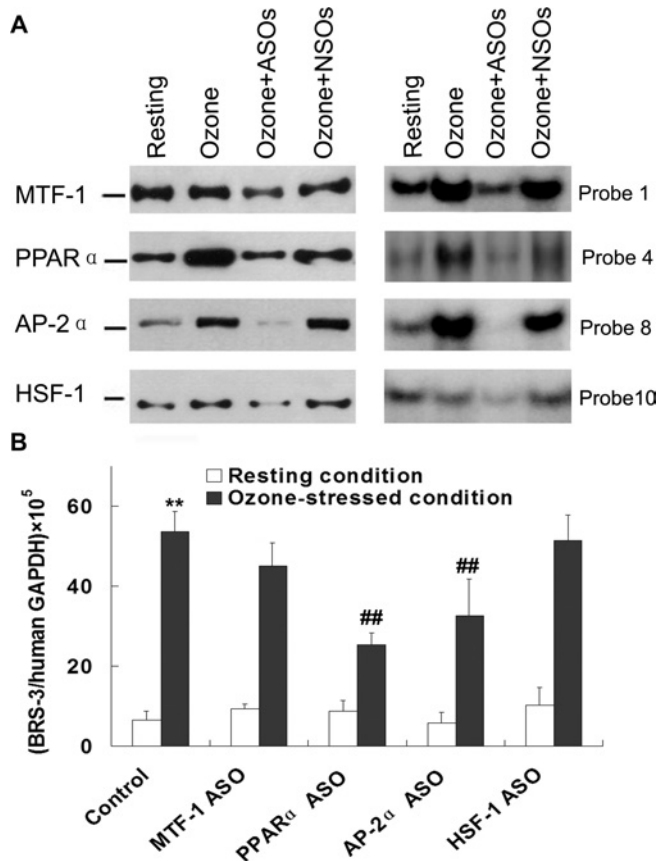 A
Resting
Ozone
Ozone+ASOs
Ozone+NSOs
Resting
Ozone
Ozone+ASOs
Ozone+NSOs
MTF-1
Probe 1
PPAR α
Probe 4
AP-2 α
Probe 8
HSF-1
Probe10
B
Resting condition
Ozone-stressed condition
(BRS-3/human GAPDH)×10⁵
60
40
20
0
**
##
##
Control
MTF-1 ASO
PPARα ASO
AP-2α ASO
HSF-1 ASO